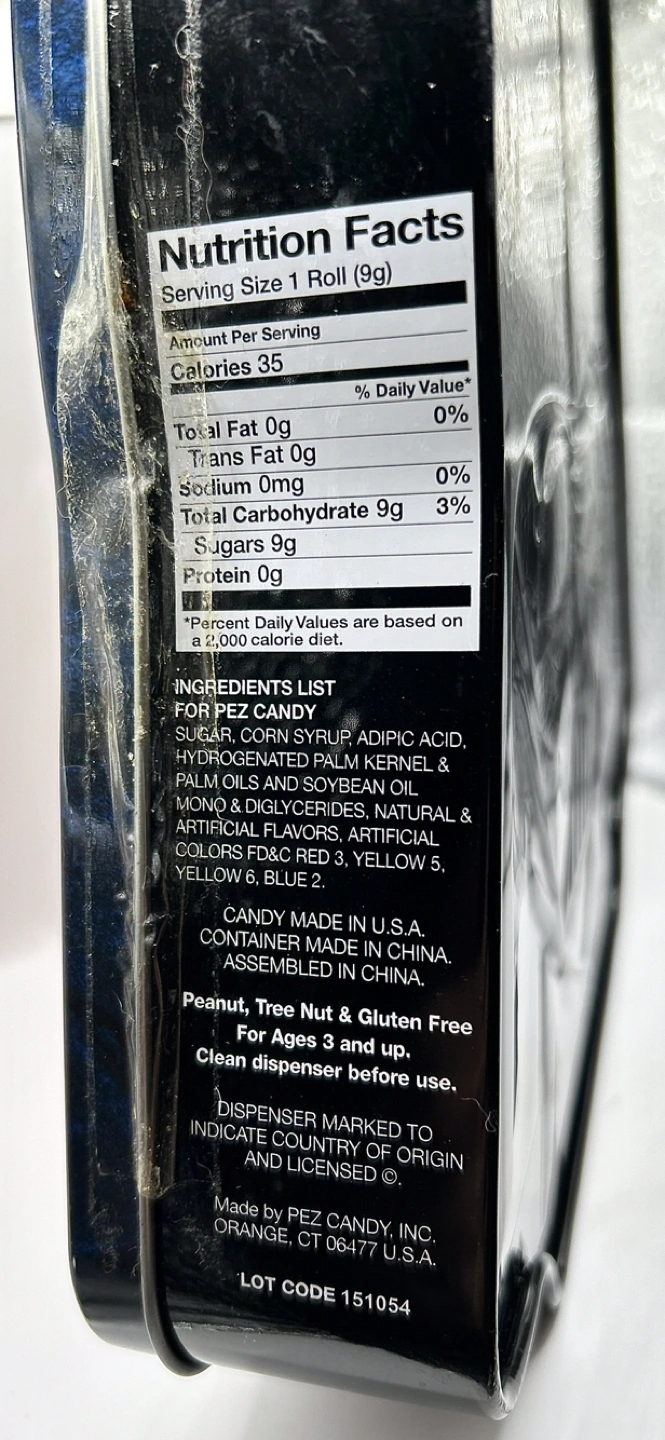 Nutrition Facts
Serving Size 1 Roll (9g)
Amount Per Serving
Calories 35
% Daily Value*
Total Fat 0g 0%
Trans Fat 0g
Sodium 0mg 0%
Total Carbohydrate 9g 3%
Sugars 9g
Protein 0g
*Percent Daily Values are based on
a 2,000 calorie diet.
INGREDIENTS LIST
FOR PEZ CANDY
SUGAR, CORN SYRUP, ADIPIC ACID,
HYDROGENATED PALM KERNEL &
PALM OILS AND SOYBEAN OIL
MONO & DIGLYCERIDES, NATURAL &
ARTIFICIAL FLAVORS, ARTIFICIAL
COLORS FD&C RED 3, YELLOW 5,
YELLOW 6, BLUE 2.
CANDY MADE IN U.S.A.
CONTAINER MADE IN CHINA.
ASSEMBLED IN CHINA.
Peanut, Tree Nut & Gluten Free
For Ages 3 and up.
Clean dispenser before use.
DISPENSER MARKED TO
INDICATE COUNTRY OF ORIGIN
AND LICENSED ©.
Made by PEZ CANDY, INC.
ORANGE, CT 06477 U.S.A.
LOT CODE 151054